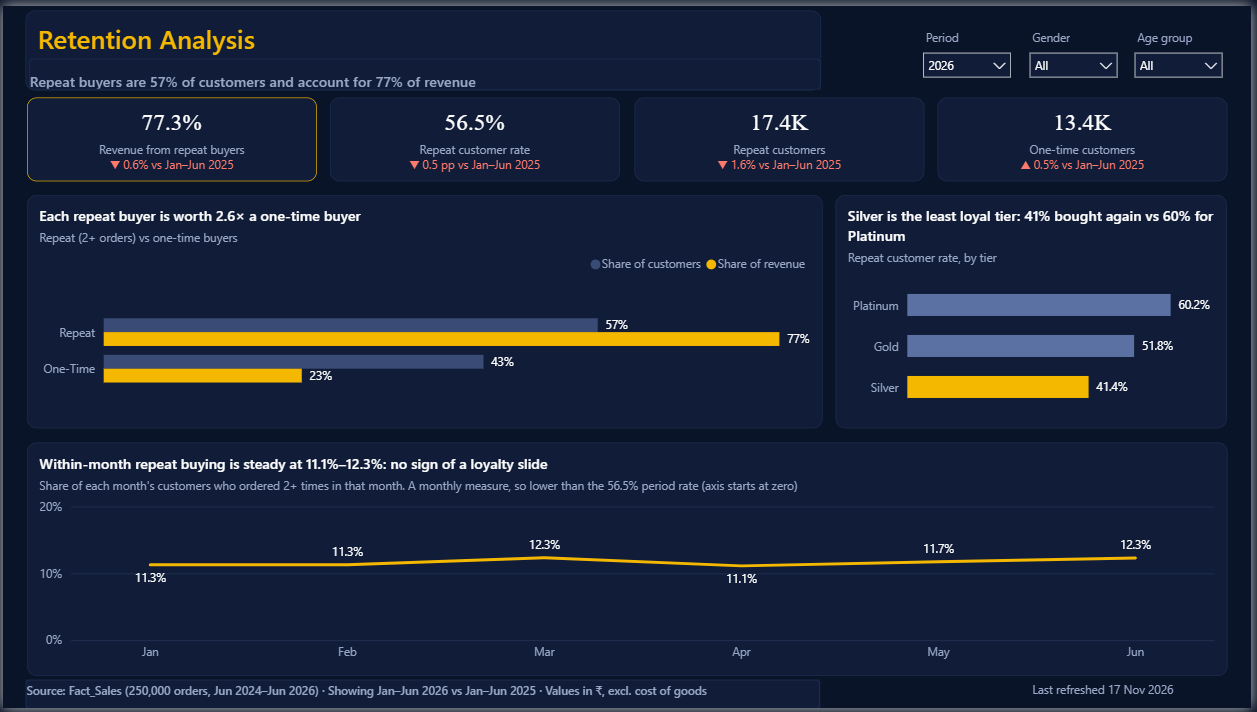 Retention Analysis
Repeat buyers are 57% of customers and account for 77% of revenue
Period
2026
Gender
All
Age group
All
77.3%
Revenue from repeat buyers
▼ 0.6% vs Jan–Jun 2025
56.5%
Repeat customer rate
▼ 0.5 pp vs Jan–Jun 2025
17.4K
Repeat customers
▼ 1.6% vs Jan–Jun 2025
13.4K
One-time customers
▲ 0.5% vs Jan–Jun 2025
Each repeat buyer is worth 2.6× a one-time buyer
Repeat (2+ orders) vs one-time buyers
Share of customers Share of revenue
Repeat
57%
77%
One-Time
43%
23%
Silver is the least loyal tier: 41% bought again vs 60% for
Platinum
Repeat customer rate, by tier
Platinum 60.2%
Gold 51.8%
Silver 41.4%
Within-month repeat buying is steady at 11.1%–12.3%: no sign of a loyalty slide
Share of each month's customers who ordered 2+ times in that month. A monthly measure, so lower than the 56.5% period rate (axis starts at zero)
20%
10%
0%
11.3%
11.3%
12.3%
11.1%
11.7%
12.3%
Jan Feb Mar Apr May Jun
Source: Fact_Sales (250,000 orders, Jun 2024–Jun 2026) · Showing Jan–Jun 2026 vs Jan–Jun 2025 · Values in ₹, excl. cost of goods
Last refreshed 17 Nov 2026